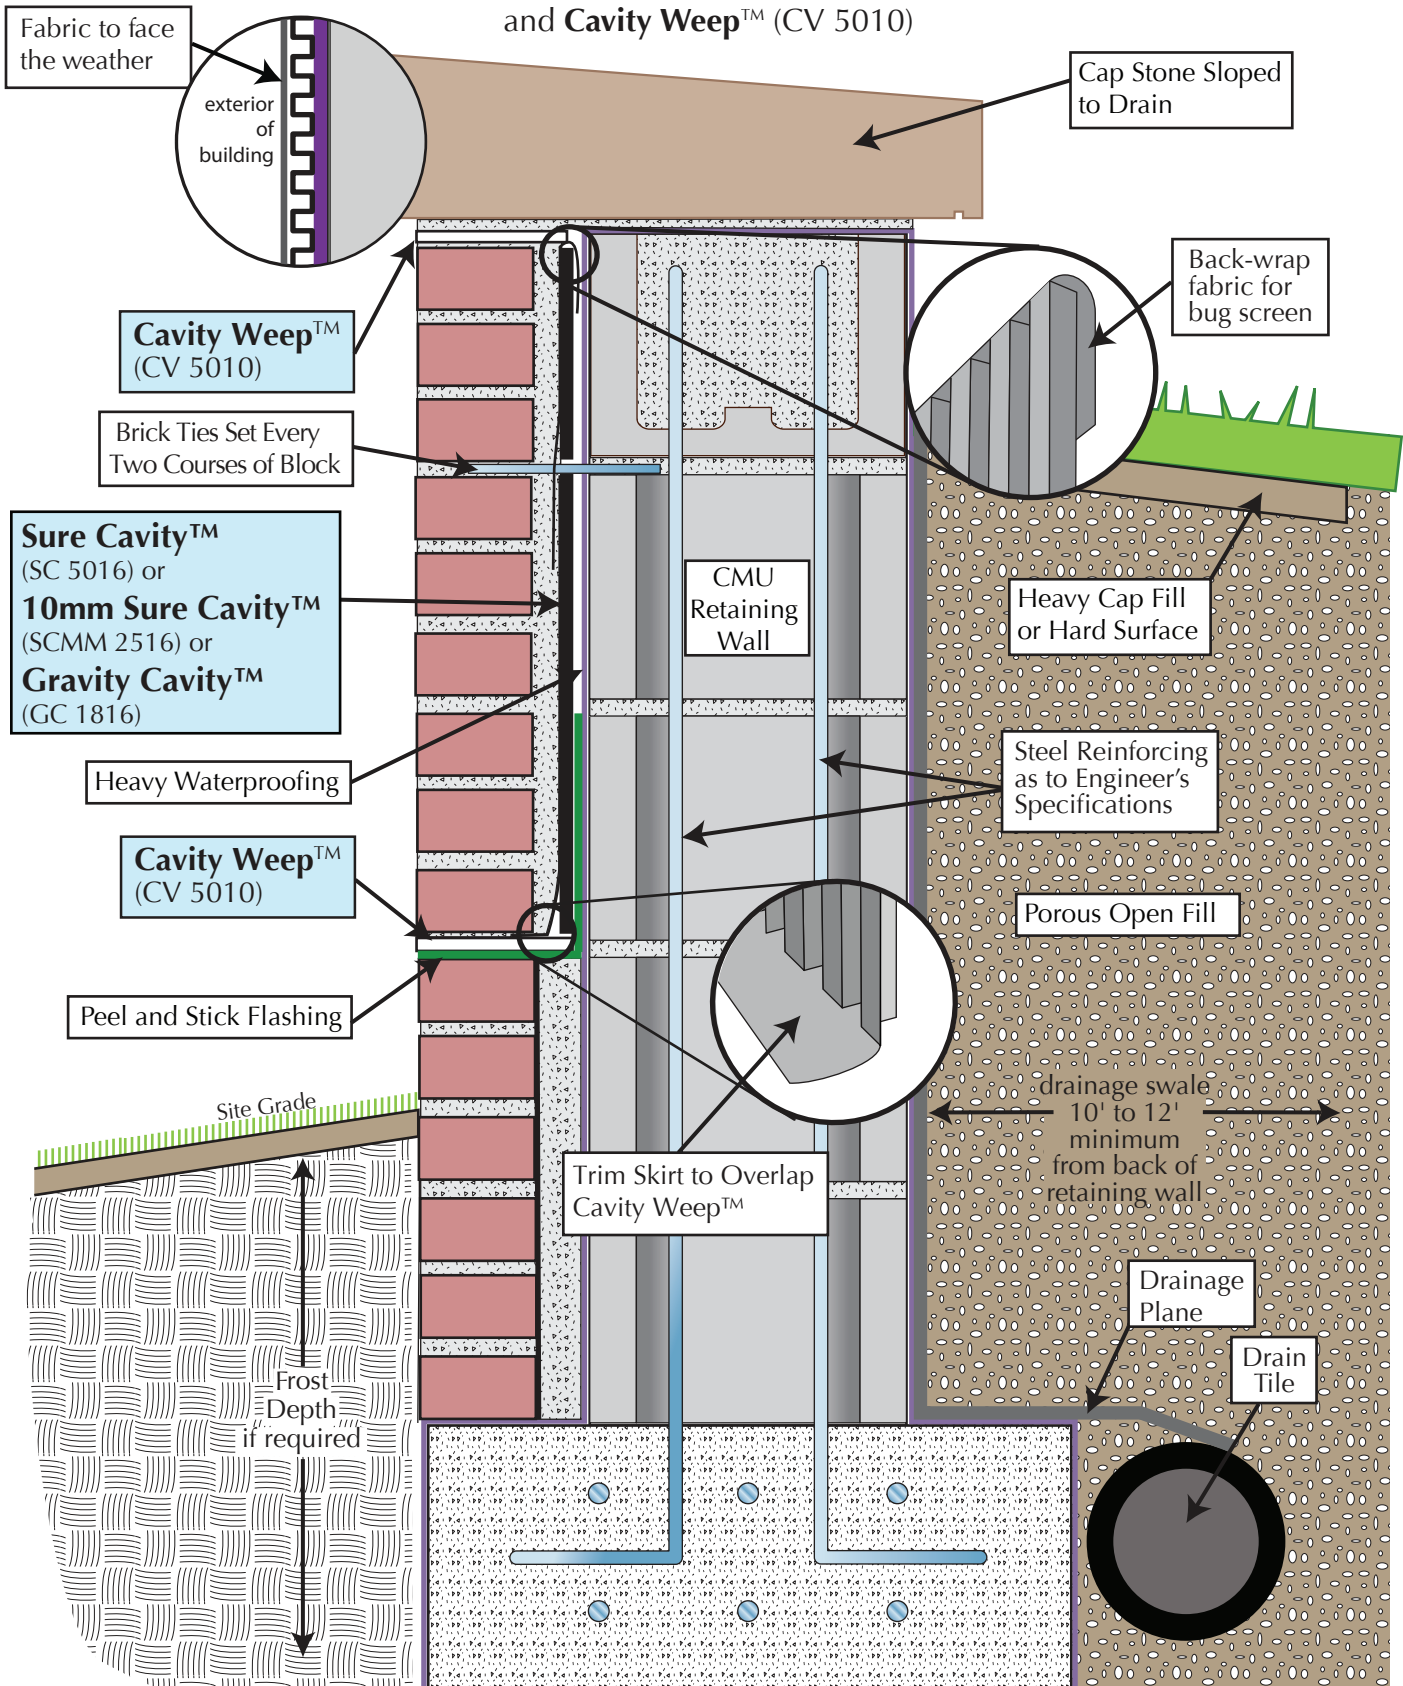 and Cavity Weep™ (CV 5010)
Fabric to face
the weather
exterior
of
building
Cap Stone Sloped
to Drain
Back-wrap
fabric for
bug screen
Cavity Weep™
(CV 5010)
Brick Ties Set Every
Two Courses of Block
Sure Cavity™
(SC 5016) or
10mm Sure Cavity™
(SCMM 2516) or
Gravity Cavity™
(GC 1816)
CMU
Retaining
Wall
Heavy Cap Fill
or Hard Surface
Heavy Waterproofing
Steel Reinforcing
as to Engineer's
Specifications
Cavity Weep™
(CV 5010)
Porous Open Fill
Peel and Stick Flashing
Site Grade
drainage swale
10' to 12'
minimum
from back of
retaining wall
Trim Skirt to Overlap
Cavity Weep™
Drainage
Plane
Drain
Tile
Frost
Depth
if required